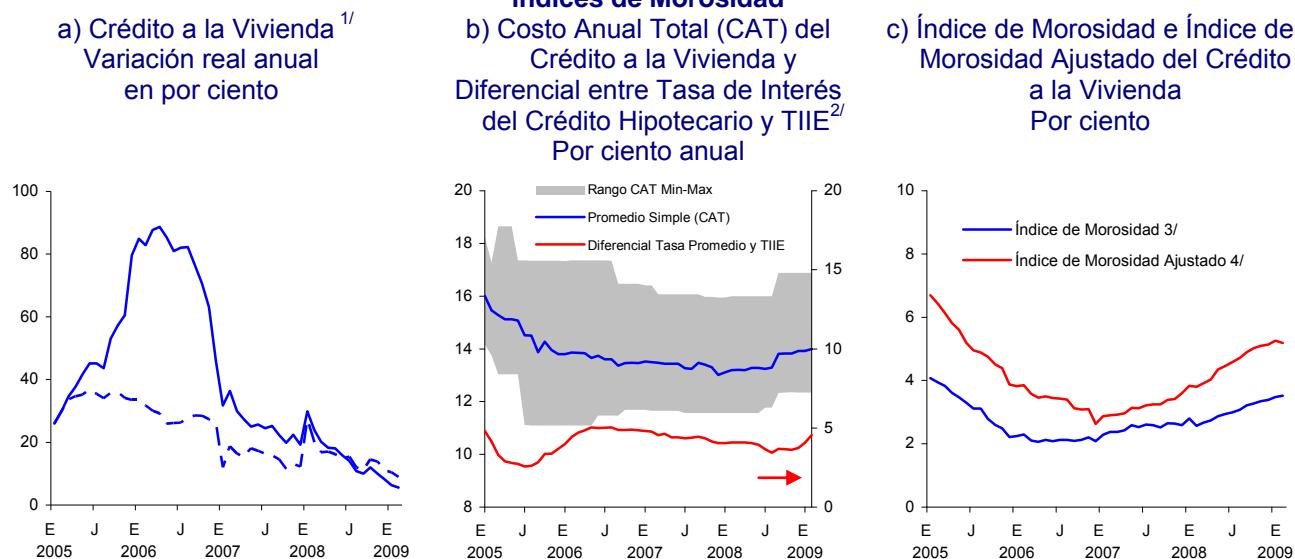 Índices de Morosidad
a) Crédito a la Vivienda 1/
Variación real anual
en por ciento
b) Costo Anual Total (CAT) del
Crédito a la Vivienda y
Diferencial entre Tasa de Interés
del Crédito Hipotecario y TIIE2/
Por ciento anual
c) Índice de Morosidad e Índice de
Morosidad Ajustado del Crédito
a la Vivienda
Por ciento
100
80
60
40
20
0
E J E J E J E J E
2005 2006 2007 2008 2009
Rango CAT Min-Max
Promedio Simple (CAT)
Diferencial Tasa Promedio y TIIE
20
18
16
14
12
10
8
20
15
10
5
0
E J E J E J E J E
2005 2006 2007 2008 2009
Índice de Morosidad 3/
Índice de Morosidad Ajustado 4/
10
8
6
4
2
0
E J E J E J E J E
2005 2006 2007 2008 2009